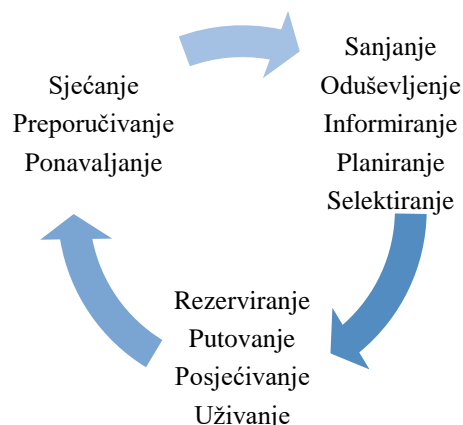 Sanjanje
Oduševljenje
Informiranje
Planiranje
Selektiranje
Rezerviranje
Putovanje
Posjećivanje
Uživanje
Sjećanje
Preporučivanje
Ponavaljanje